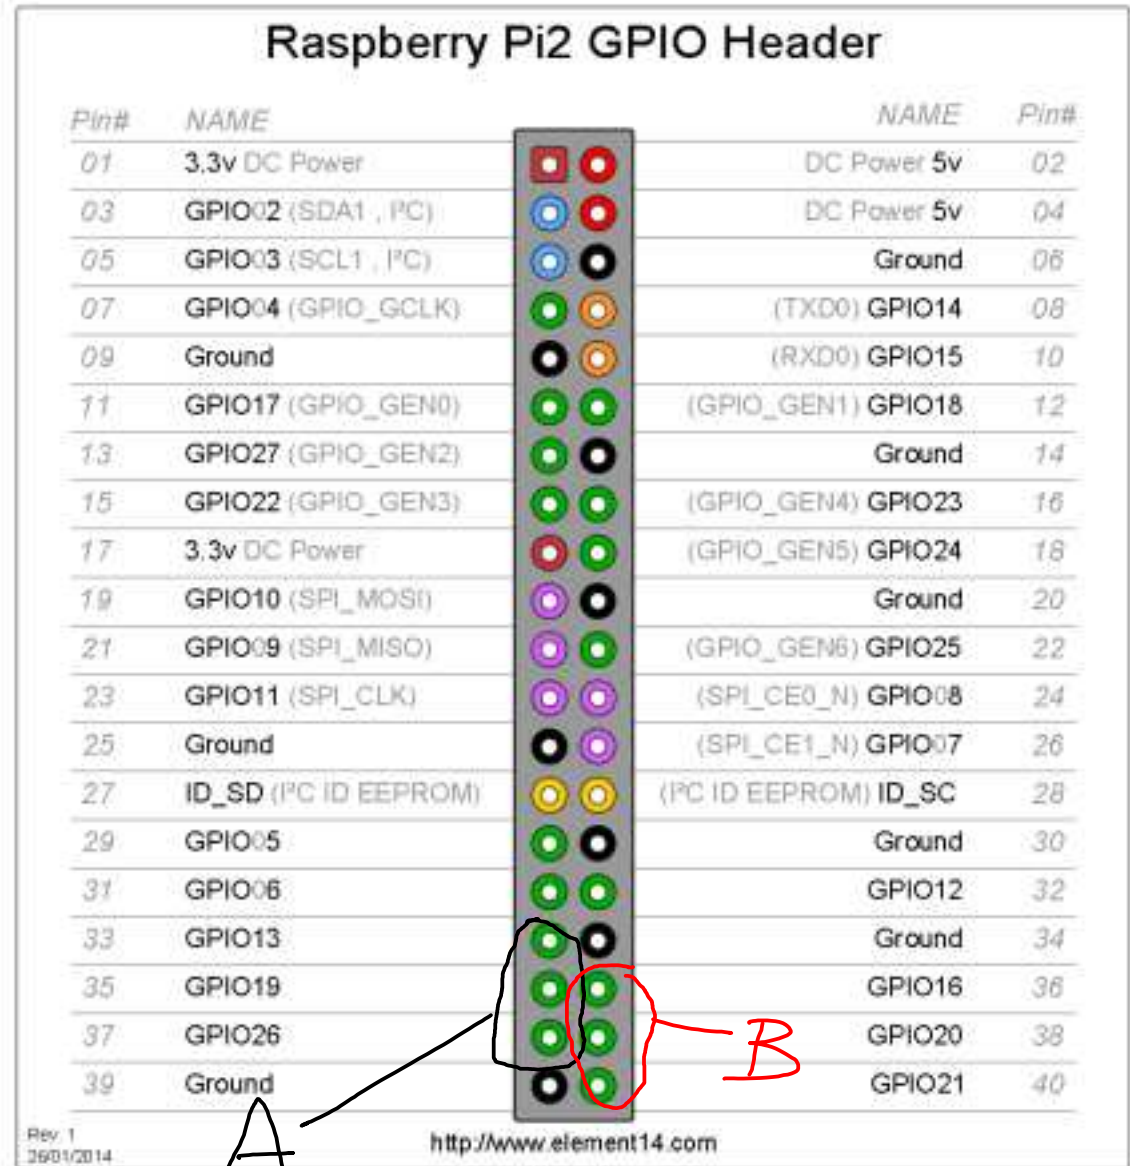 Raspberry Pi2 GPIO Header
Pin# NAME NAME Pin#
01 3.3v DC Power DC Power 5v 02
03 GPIO02 (SDA1 , I²C) DC Power 5v 04
05 GPIO03 (SCL1 , I²C) Ground 06
07 GPIO04 (GPIO_GCLK) (TXD0) GPIO14 08
09 Ground (RXD0) GPIO15 10
11 GPIO17 (GPIO_GEN0) (GPIO_GEN1) GPIO18 12
13 GPIO27 (GPIO_GEN2) Ground 14
15 GPIO22 (GPIO_GEN3) (GPIO_GEN4) GPIO23 16
17 3.3v DC Power (GPIO_GEN5) GPIO24 18
19 GPIO10 (SPI_MOSI) Ground 20
21 GPIO09 (SPI_MISO) (GPIO_GEN6) GPIO25 22
23 GPIO11 (SPI_CLK) (SPI_CE0_N) GPIO08 24
25 Ground (SPI_CE1_N) GPIO07 26
27 ID_SD (I²C ID EEPROM) (I²C ID EEPROM) ID_SC 28
29 GPIO05 Ground 30
31 GPIO06 GPIO12 32
33 GPIO13 Ground 34
35 GPIO19 GPIO16 36
37 GPIO26 GPIO20 38
B
39 Ground GPIO21 40
A
Rev. 1
26/01/2014
http://www.element14.com